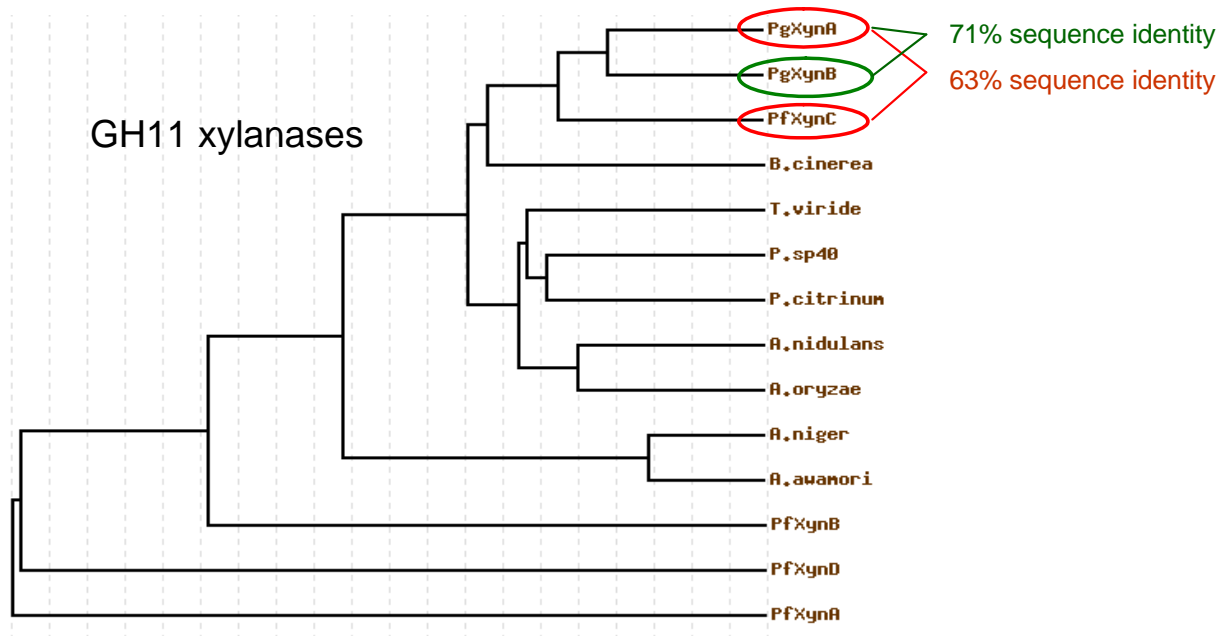 PgXynA
71% sequence identity
PgXynB
63% sequence identity
PfXynC
GH11 xylanases
B.cinerea
T.viride
P.sp40
P.citrinum
A.nidulans
A.oryzae
A.niger
A.awamori
PfXynB
PfXynD
PfXynA